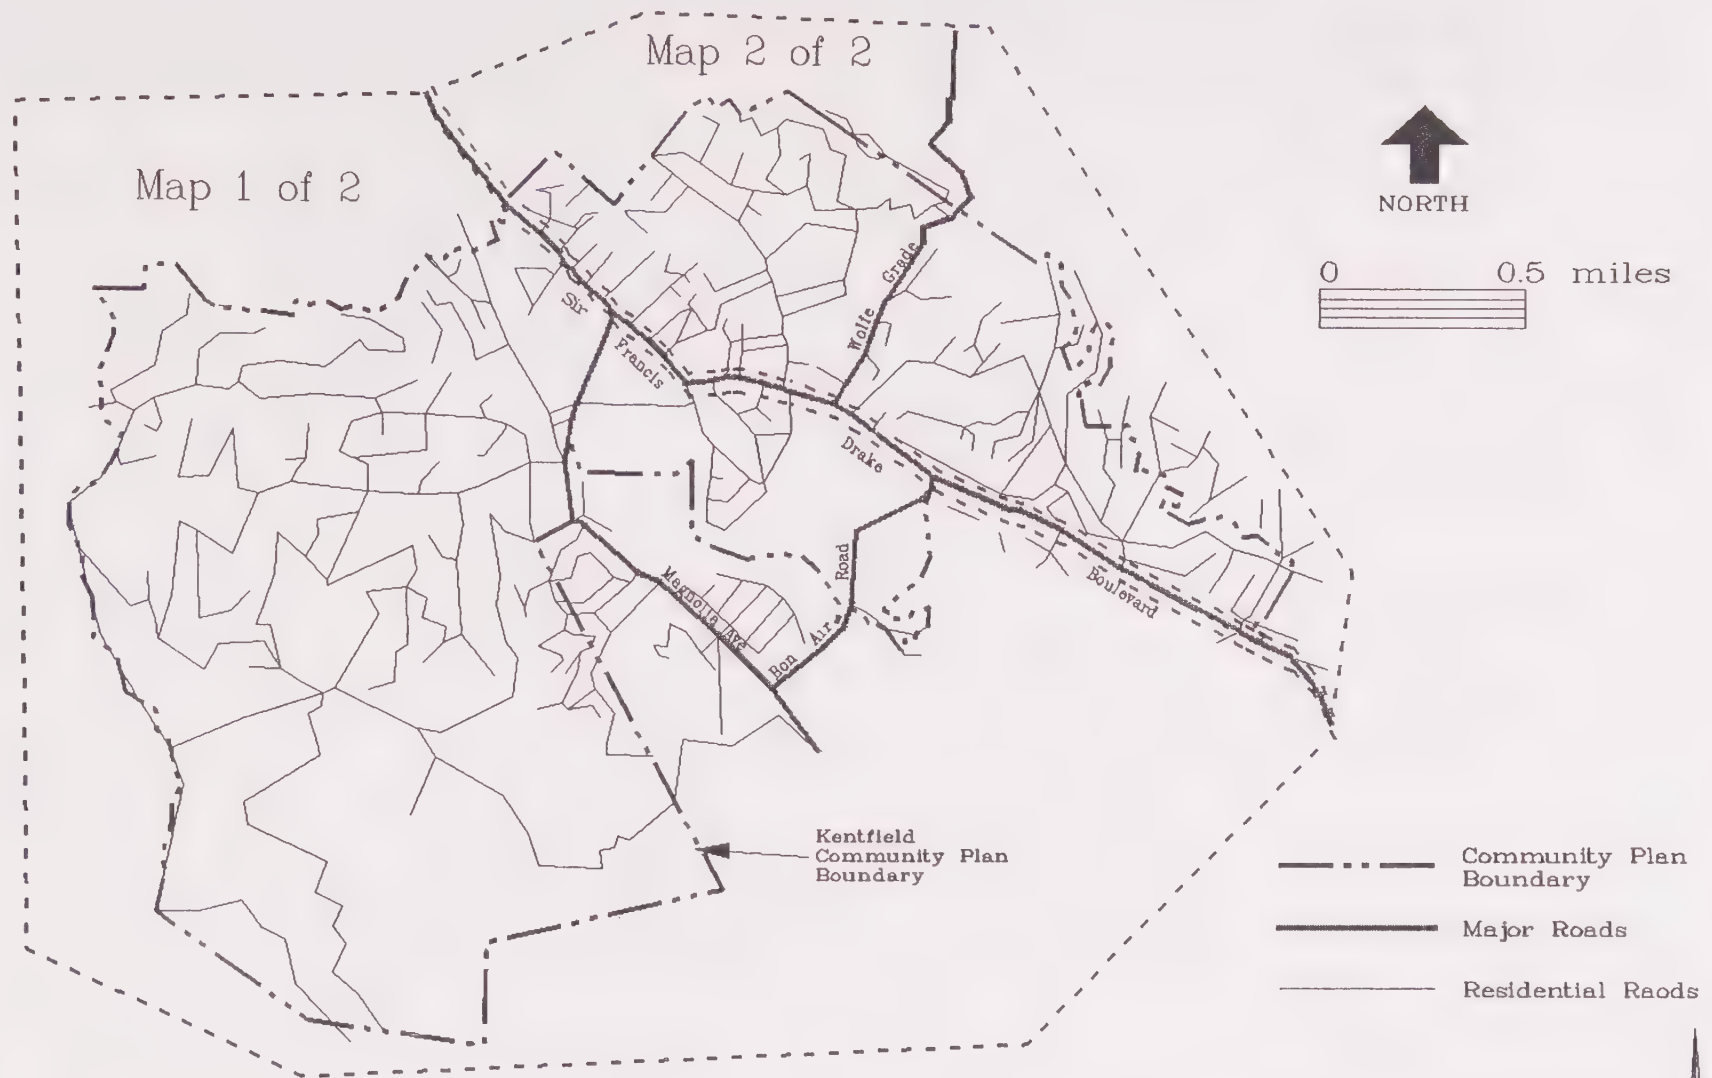 Map 2 of 2
Map 1 of 2
NORTH
0 0.5 miles
Sir
Francis
Drake
Boulevard
Wolfe Grade
Magnolia Ave
Bon Air Road
Kentfield
Community Plan
Boundary
Community Plan
Boundary
Major Roads
Residential Raods